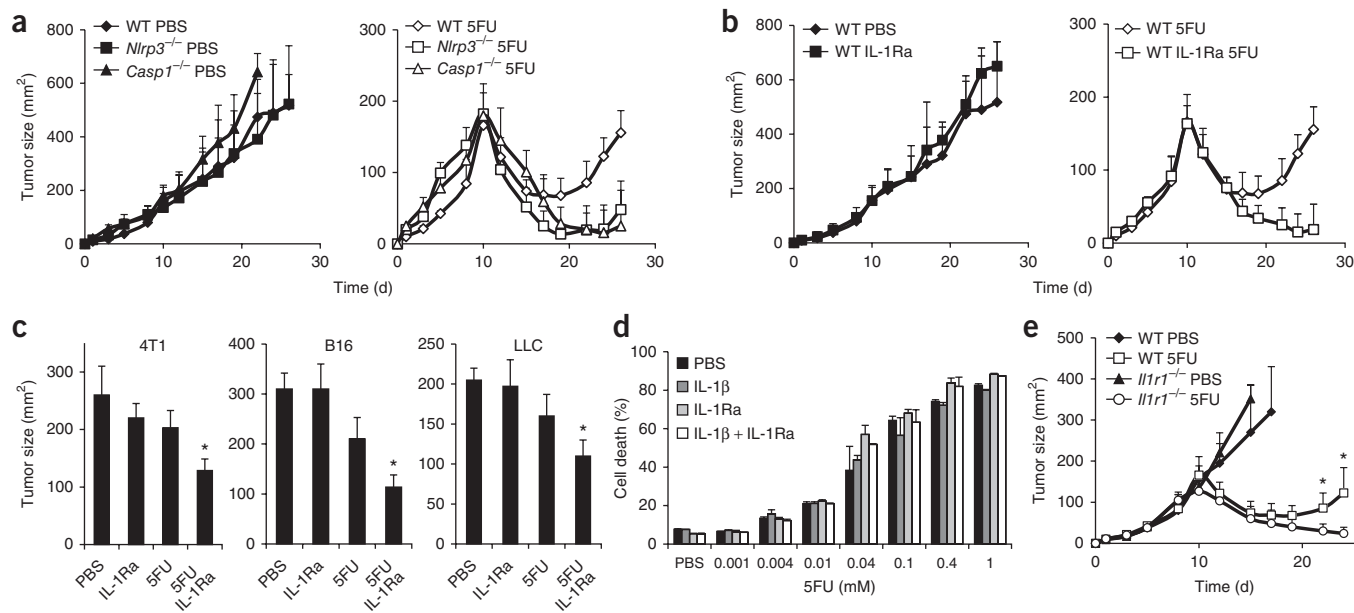 a
WT PBS
Nlrp3−/− PBS
Casp1−/− PBS
Tumor size (mm2)
800
600
400
200
0
0 10 20 30
WT 5FU
Nlrp3−/− 5FU
Casp1−/− 5FU
300
200
100
0
0 10 20 30
Time (d)
b
WT PBS
WT IL-1Ra
Tumor size (mm2)
800
600
400
200
0
0 10 20 30
WT 5FU
WT IL-1Ra 5FU
300
200
100
0
0 10 20 30
Time (d)
c
4T1
Tumor size (mm2)
300
200
100
0
*
PBS
IL-1Ra
5FU
5FU
IL-1Ra
B16
400
300
200
100
0
*
PBS
IL-1Ra
5FU
5FU
IL-1Ra
LLC
250
200
150
100
50
0
*
PBS
IL-1Ra
5FU
5FU
IL-1Ra
d
PBS
IL-1β
IL-1Ra
IL-1β + IL-1Ra
Cell death (%)
100
80
60
40
20
0
PBS 0.001 0.004 0.01 0.04 0.1 0.4 1
5FU (mM)
e
WT PBS
WT 5FU
Il1r1−/− PBS
Il1r1−/− 5FU
Tumor size (mm2)
500
400
300
200
100
0
* *
0 10 20
Time (d)